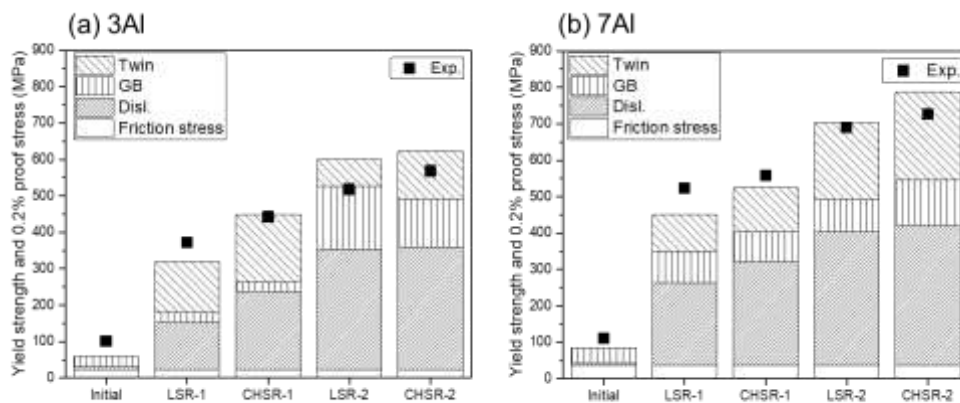 (a) 3Al
Yield strength and 0.2% proof stress (MPa)
900
800
700
600
500
400
300
200
100
0
Twin
GB
Disl.
Friction stress
Exp.
Initial LSR-1 CHSR-1 LSR-2 CHSR-2
(b) 7Al
Yield strength and 0.2% proof stress (MPa)
900
800
700
600
500
400
300
200
100
0
Twin
GB
Disl.
Friction stress
Exp.
Initial LSR-1 CHSR-1 LSR-2 CHSR-2